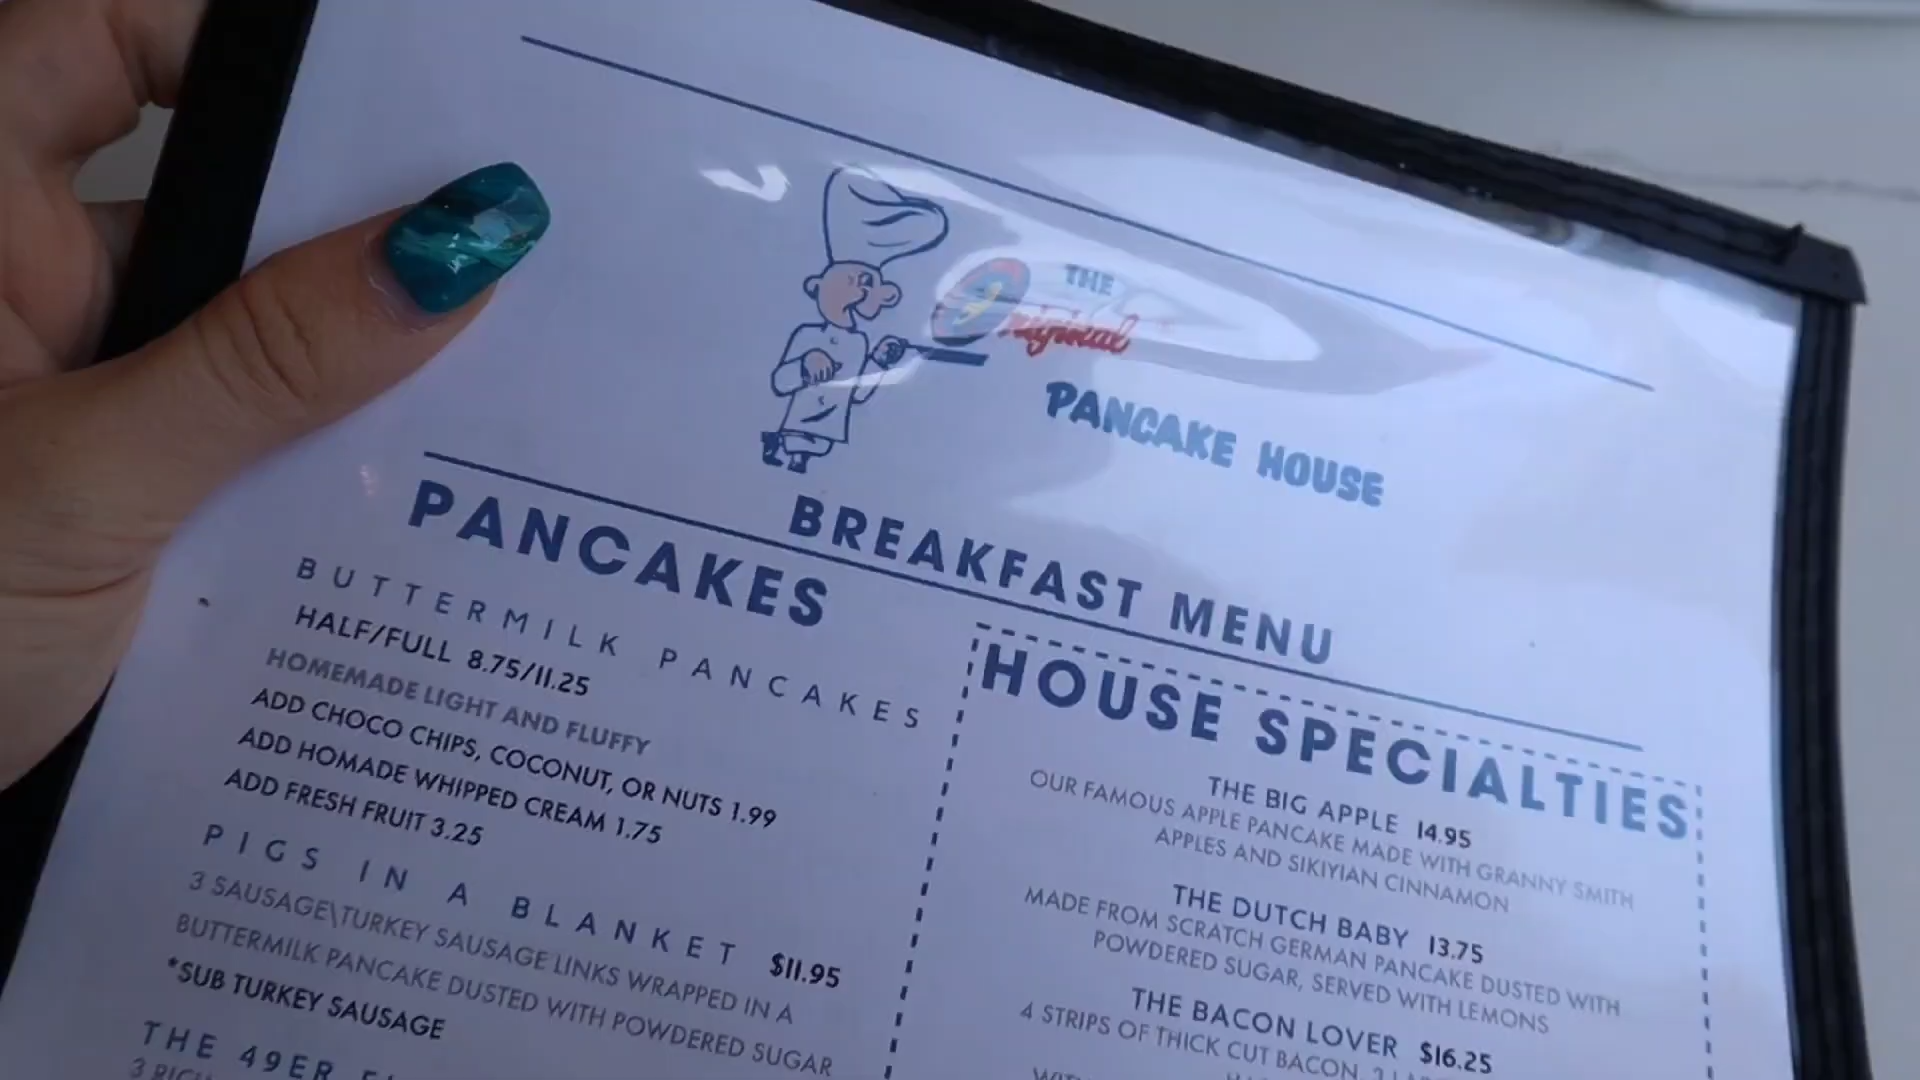 THE
Original
PANCAKE HOUSE
BREAKFAST MENU
PANCAKES
BUTTERMILK PANCAKES
HALF/FULL 8.75/11.25
HOMEMADE LIGHT AND FLUFFY
ADD CHOCO CHIPS, COCONUT, OR NUTS 1.99
ADD HOMADE WHIPPED CREAM 1.75
ADD FRESH FRUIT 3.25
PIGS IN A BLANKET $11.95
3 SAUSAGE\TURKEY SAUSAGE LINKS WRAPPED IN A
BUTTERMILK PANCAKE DUSTED WITH POWDERED SUGAR
*SUB TURKEY SAUSAGE
THE 49ER
3
HOUSE SPECIALTIES
THE BIG APPLE 14.95
OUR FAMOUS APPLE PANCAKE MADE WITH GRANNY SMITH
APPLES AND SIKIYIAN CINNAMON
THE DUTCH BABY 13.75
MADE FROM SCRATCH GERMAN PANCAKE DUSTED WITH
POWDERED SUGAR, SERVED WITH LEMONS
THE BACON LOVER $16.25
4 STRIPS OF THICK CUT BACON,